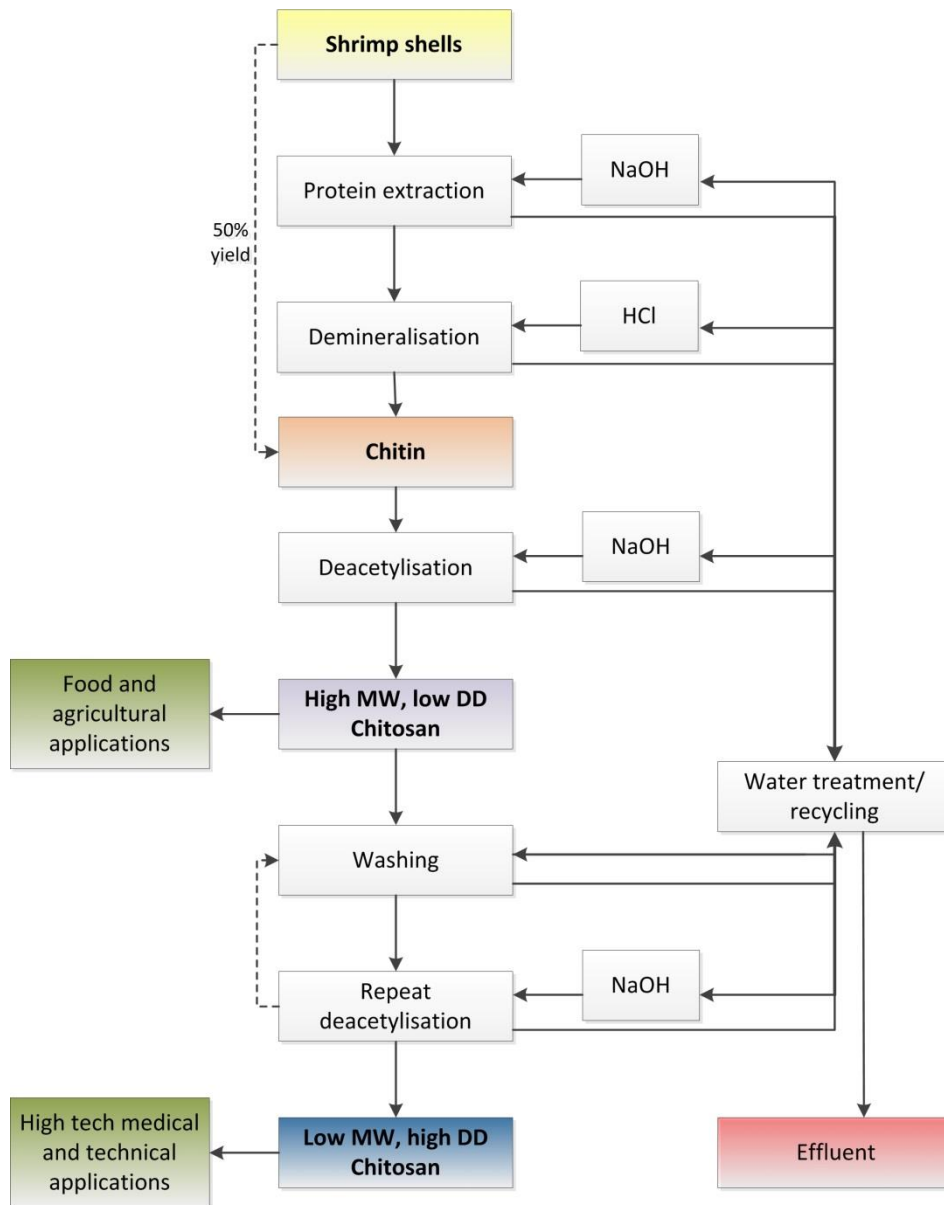 Shrimp shells
Protein extraction
NaOH
50%
yield
Demineralisation
HCl
Chitin
Deacetylisation
NaOH
Food and
agricultural
applications
High MW, low DD
Chitosan
Water treatment/
recycling
Washing
Repeat
deacetylisation
NaOH
High tech medical
and technical
applications
Low MW, high DD
Chitosan
Effluent